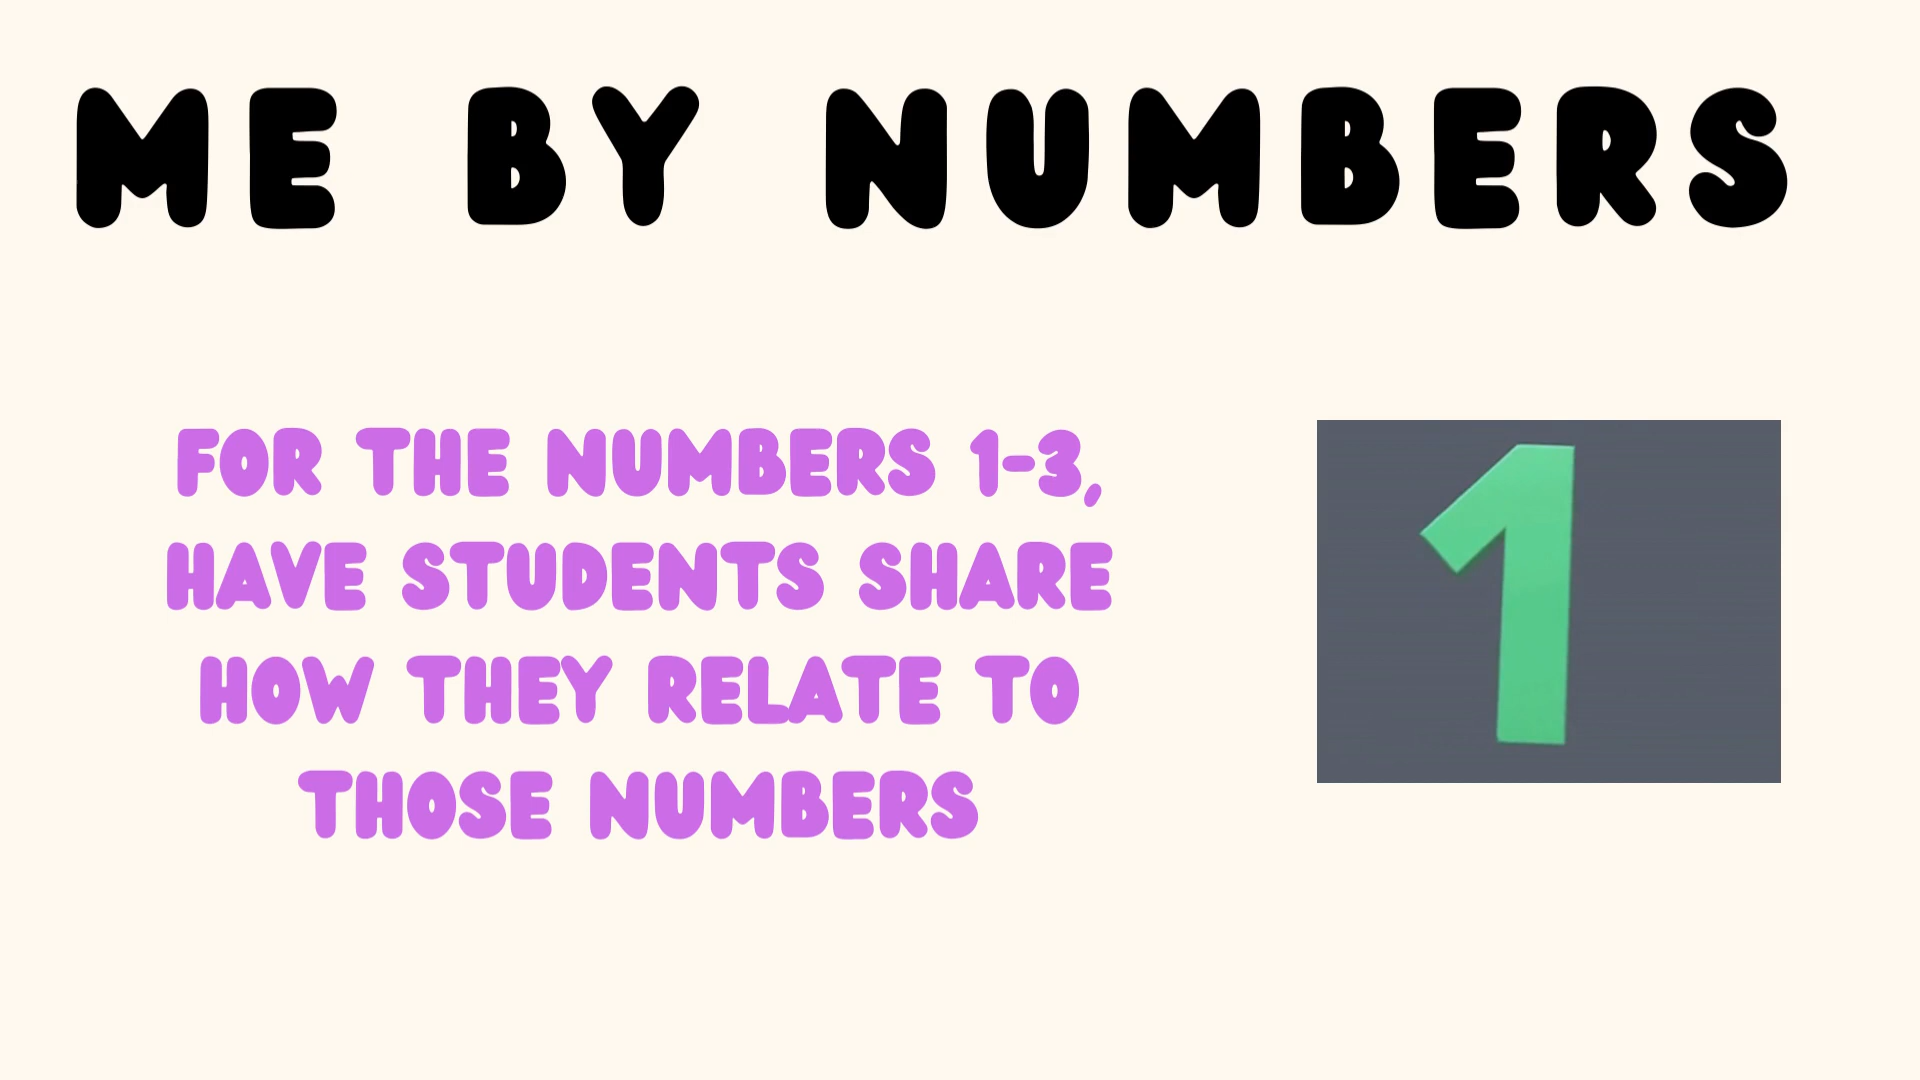 ME BY NUMBERS
FOR THE NUMBERS 1-3,
HAVE STUDENTS SHARE
HOW THEY RELATE TO
THOSE NUMBERS
1